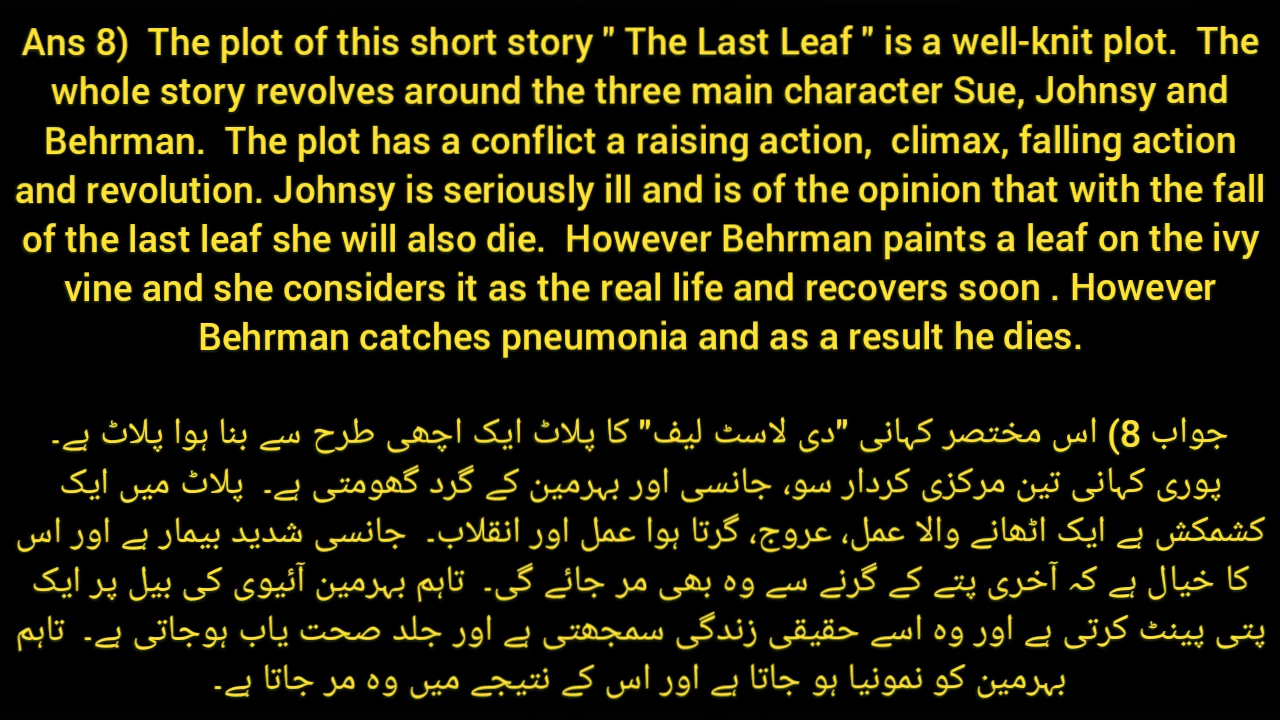 Ans 8)  The plot of this short story " The Last Leaf " is a well-knit plot.  The
whole story revolves around the three main character Sue, Johnsy and
Behrman.  The plot has a conflict a raising action,  climax, falling action
and revolution. Johnsy is seriously ill and is of the opinion that with the fall
of the last leaf she will also die.  However Behrman paints a leaf on the ivy
vine and she considers it as the real life and recovers soon . However
Behrman catches pneumonia and as a result he dies.
جواب 8) اس مختصر کہانی "دی لاسٹ لیف" کا پلاٹ ایک اچھی طرح سے بنا ہوا پلاٹ ہے۔
پوری کہانی تین مرکزی کردار سو، جانسی اور بہرمین کے گرد گھومتی ہے۔  پلاٹ میں ایک
کشمکش ہے ایک اٹھانے والا عمل، عروج، گرتا ہوا عمل اور انقلاب۔  جانسی شدید بیمار ہے اور اس
کا خیال ہے کہ آخری پتے کے گرنے سے وہ بھی مر جائے گی۔  تاہم بہرمین آئیوی کی بیل پر ایک
پتی پینٹ کرتی ہے اور وہ اسے حقیقی زندگی سمجھتی ہے اور جلد صحت یاب ہوجاتی ہے۔  تاہم
بہرمین کو نمونیا ہو جاتا ہے اور اس کے نتیجے میں وہ مر جاتا ہے۔